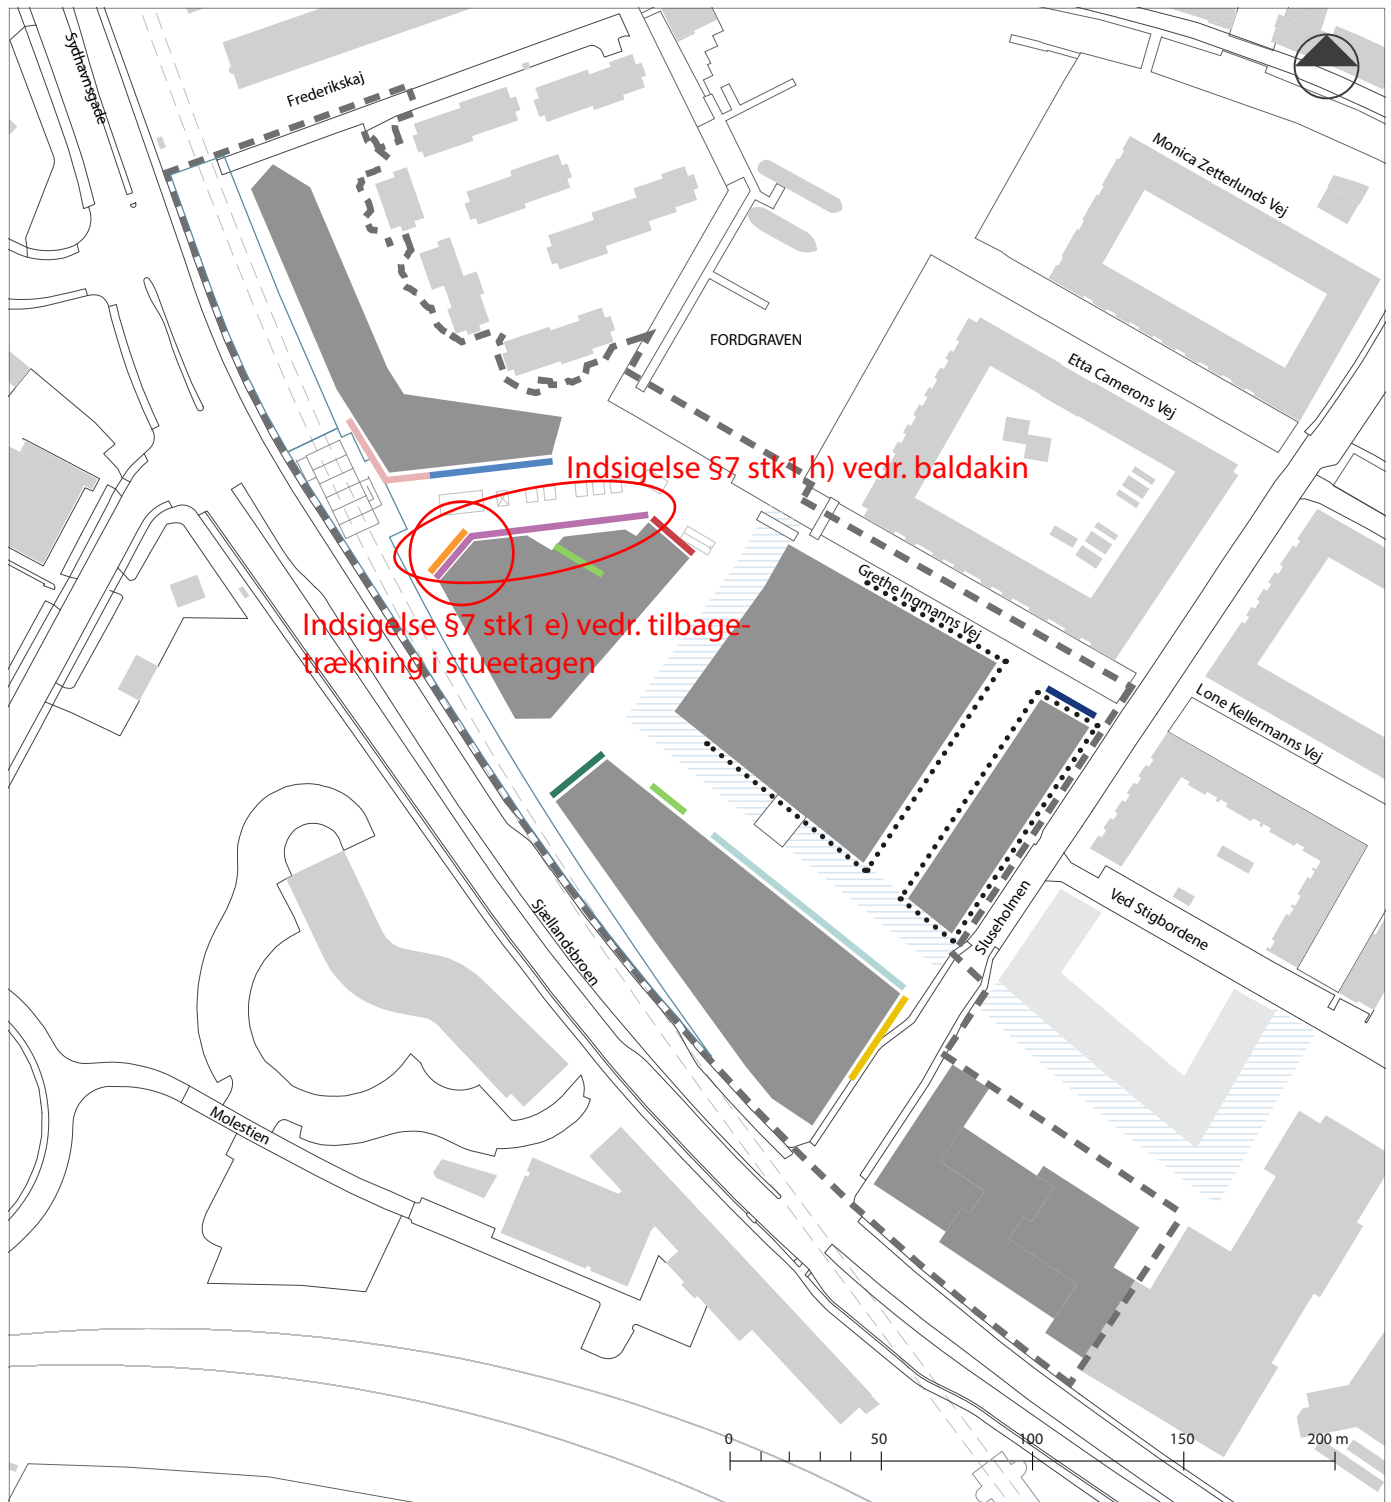 Sydhavnsgade
Frederikskaj
Monica Zetterlunds Vej
FORDGRAVEN
Etta Camerons Vej
Indsigelse §7 stk1 h) vedr. baldakin
Grethe Ingmanns Vej
Indsigelse §7 stk1 e) vedr. tilbage-
trækning i stueetagen
Lone Kellermanns Vej
Sjællandsbroen
Sluseholmen
Ved Stigbordene
Molestien
0 50 100 150 200 m